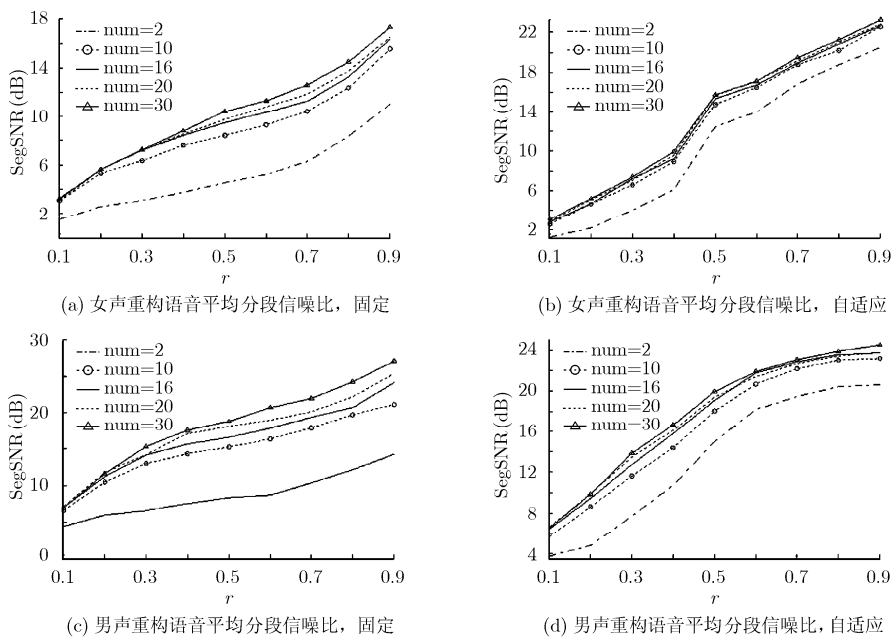 18
14
10
6
2
SegSNR (dB)
num=2
num=10
num=16
num=20
num=30
0.1 0.3 0.5 0.7 0.9
r
(a) 女声重构语音平均分段信噪比，固定
22
18
14
10
6
2
SegSNR (dB)
num=2
num=10
num=16
num=20
num=30
0.1 0.3 0.5 0.7 0.9
r
(b) 女声重构语音平均分段信噪比，自适应
30
20
10
0
SegSNR (dB)
num=2
num=10
num=16
num=20
num=30
0.1 0.3 0.5 0.7 0.9
r
(c) 男声重构语音平均分段信噪比，固定
24
20
16
12
8
4
SegSNR (dB)
num=2
num=10
num=16
num=20
num−30
0.1 0.3 0.5 0.7 0.9
r
(d) 男声重构语音平均分段信噪比，自适应